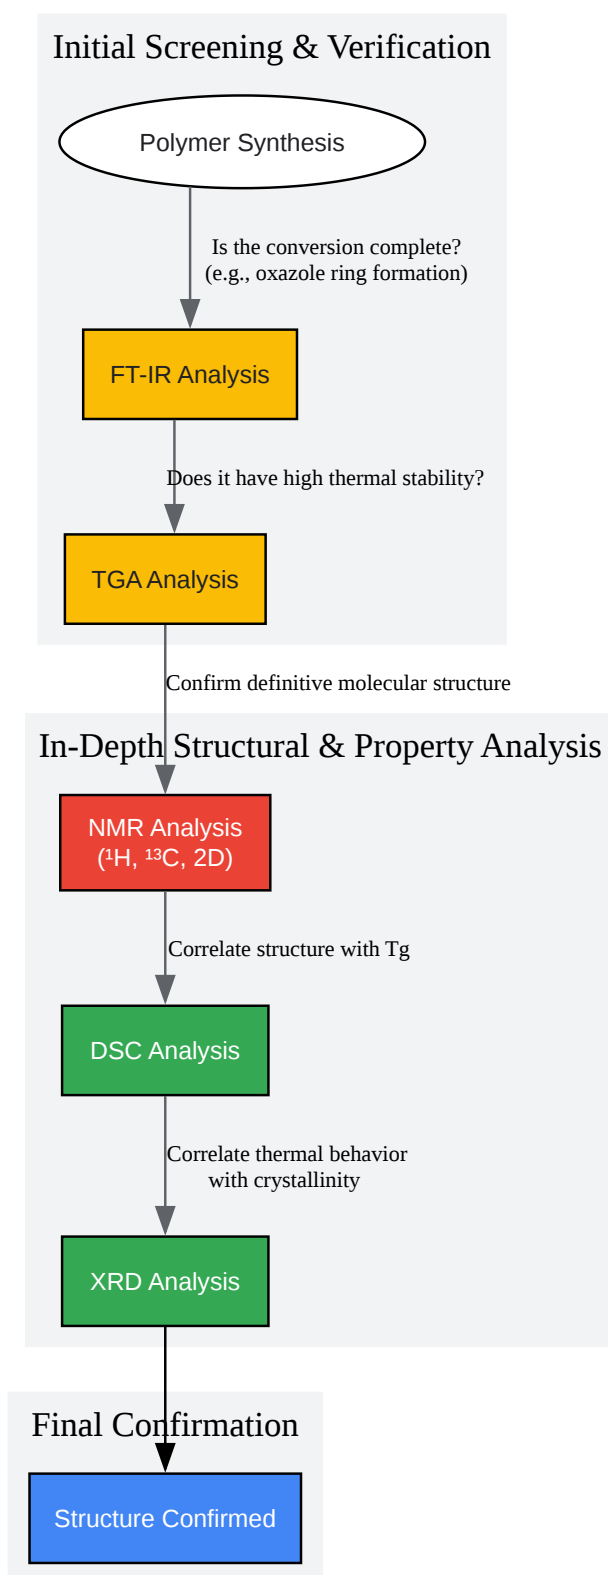 Initial Screening & Verification
Polymer Synthesis
Is the conversion complete?
(e.g., oxazole ring formation)
FT-IR Analysis
Does it have high thermal stability?
TGA Analysis
Confirm definitive molecular structure
In-Depth Structural & Property Analysis
NMR Analysis
(¹H, ¹³C, 2D)
Correlate structure with Tg
DSC Analysis
Correlate thermal behavior
with crystallinity
XRD Analysis
Final Confirmation
Structure Confirmed